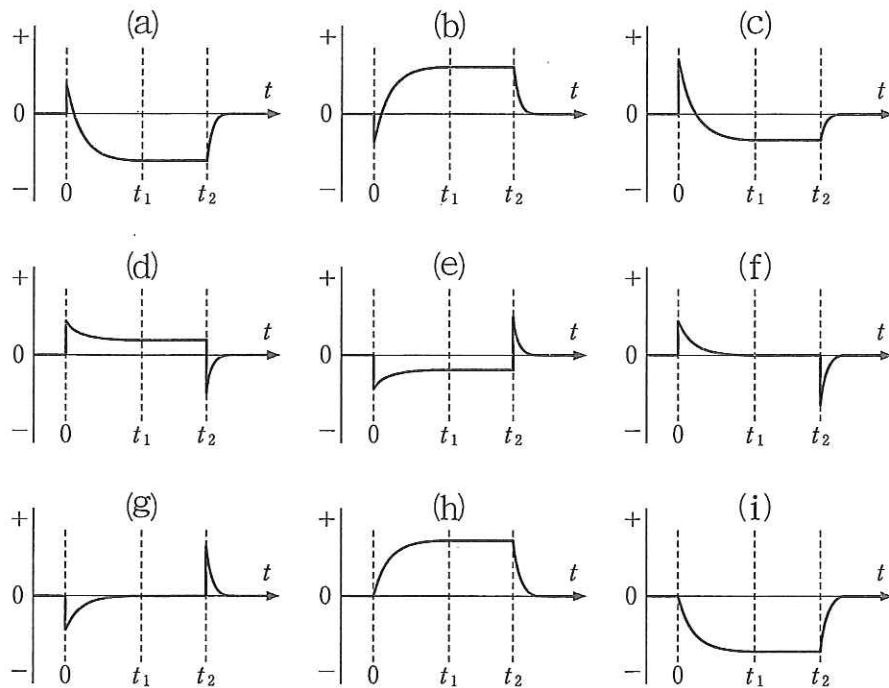 (a) (b) (c)
+ + +
t t t
0 0 0
− − −
0 t₁ t₂ 0 t₁ t₂ 0 t₁ t₂
(d) (e) (f)
+ + +
t t t
0 0 0
− − −
0 t₁ t₂ 0 t₁ t₂ 0 t₁ t₂
(g) (h) (i)
+ + +
t t t
0 0 0
− − −
0 t₁ t₂ 0 t₁ t₂ 0 t₁ t₂